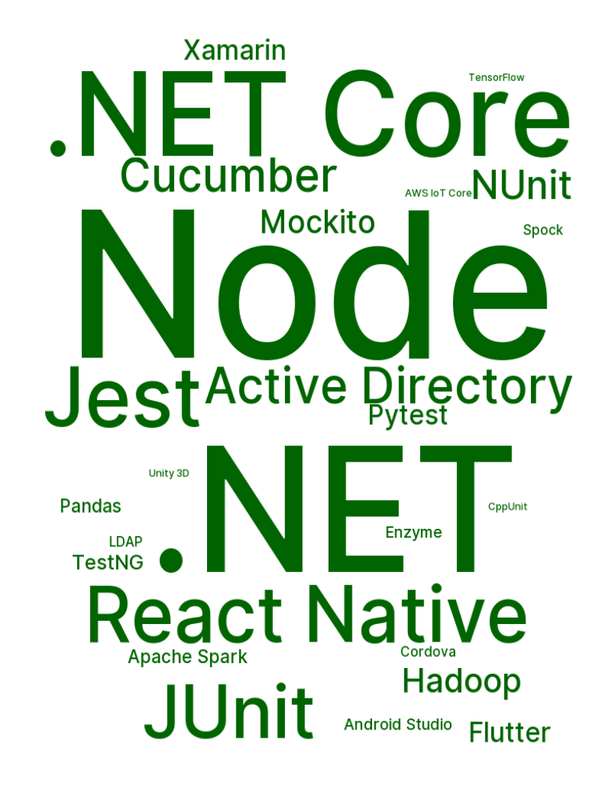 Xamarin
TensorFlow
.NET Core
Cucumber
AWS IoT Core
NUnit
Mockito
Spock
Node
Jest
Active Directory
Pytest
Unity 3D
.NET
Pandas
CppUnit
Enzyme
LDAP
TestNG
React Native
Cordova
Apache Spark
Hadoop
JUnit
Android Studio
Flutter